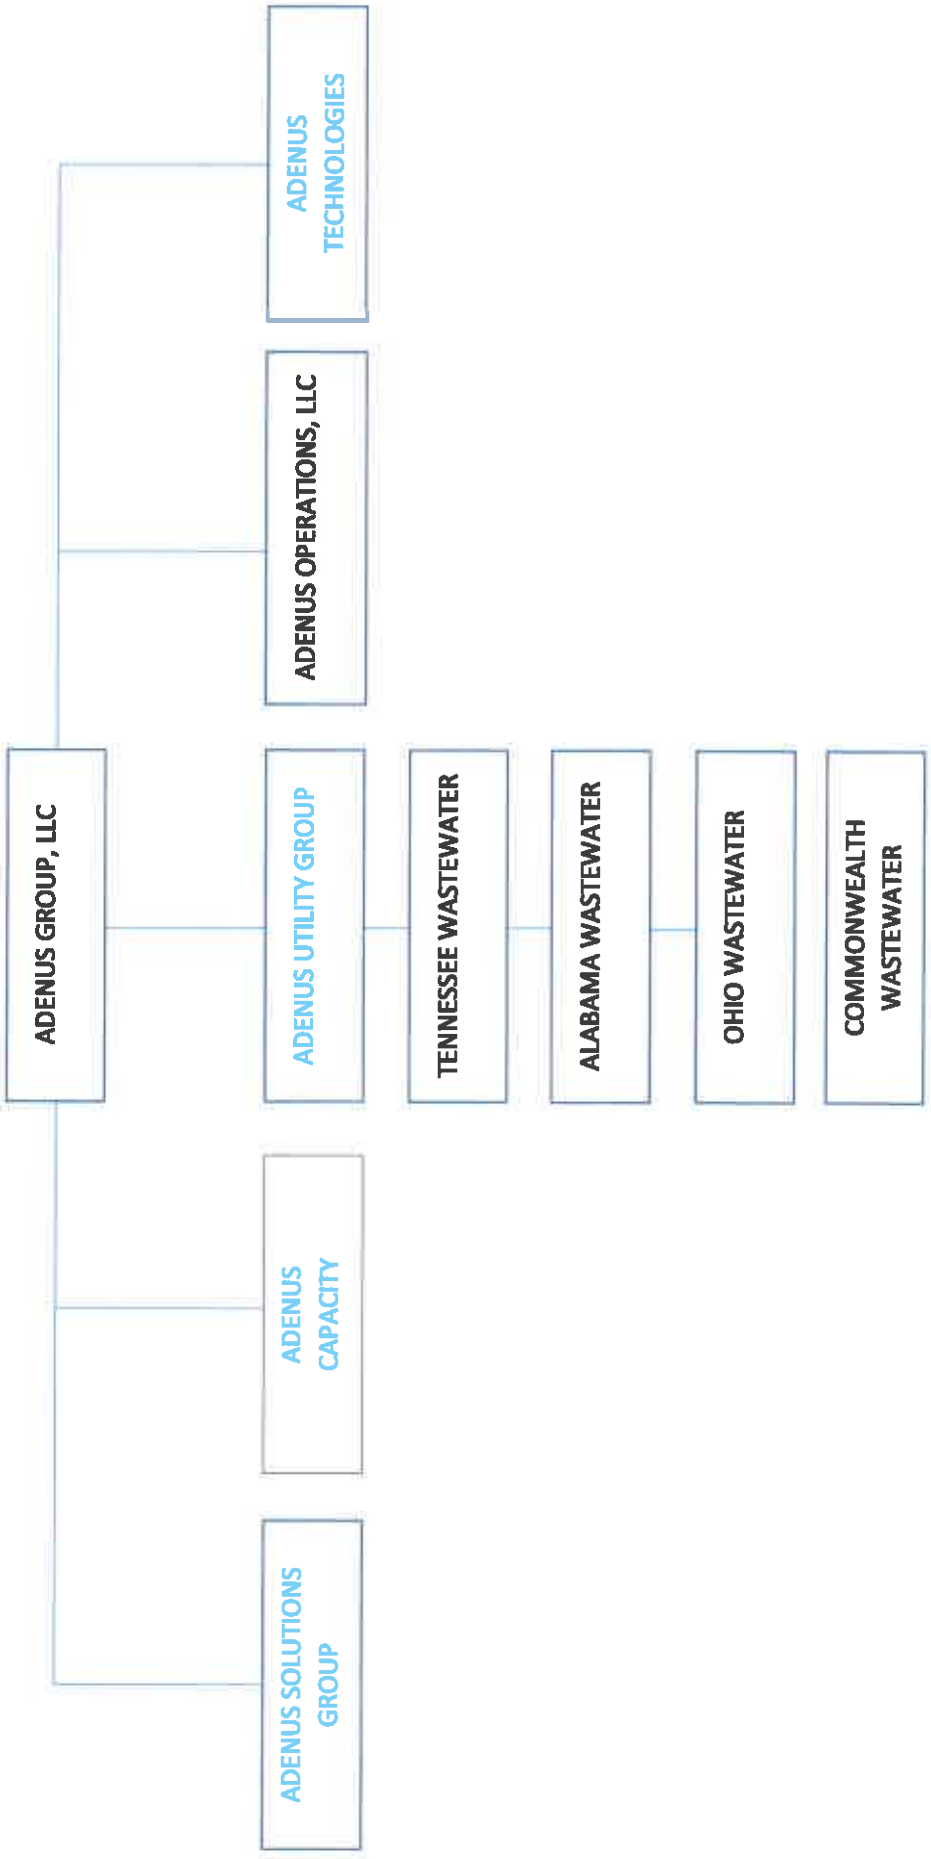 ADENUS GROUP, LLC
ADENUS SOLUTIONS
GROUP
ADENUS
CAPACITY
ADENUS UTILITY GROUP
ADENUS OPERATIONS, LLC
ADENUS
TECHNOLOGIES
TENNESSEE WASTEWATER
ALABAMA WASTEWATER
OHIO WASTEWATER
COMMONWEALTH
WASTEWATER